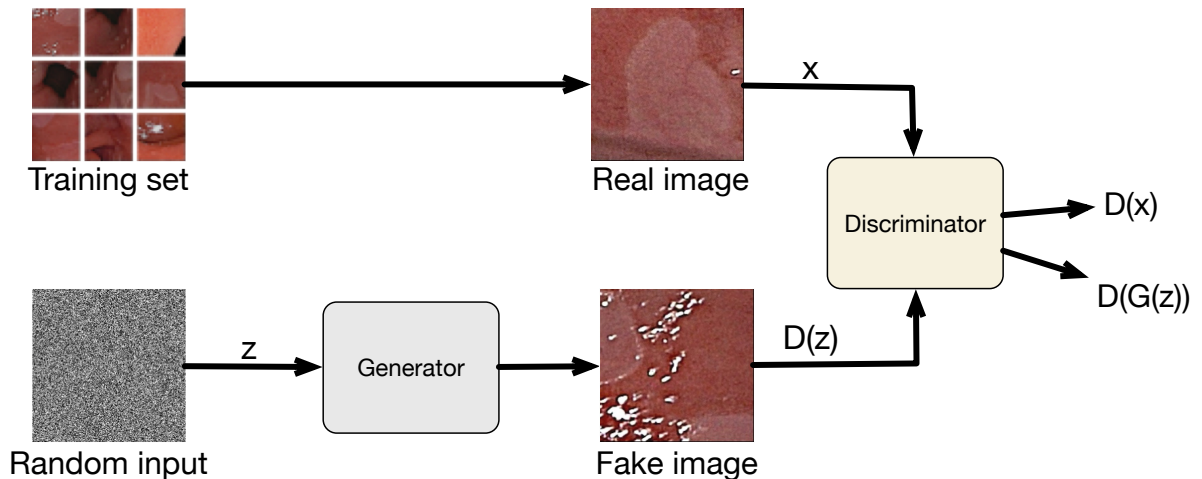 x
Training set
Real image
Discriminator
D(x)
D(G(z))
z
Generator
D(z)
Random input
Fake image